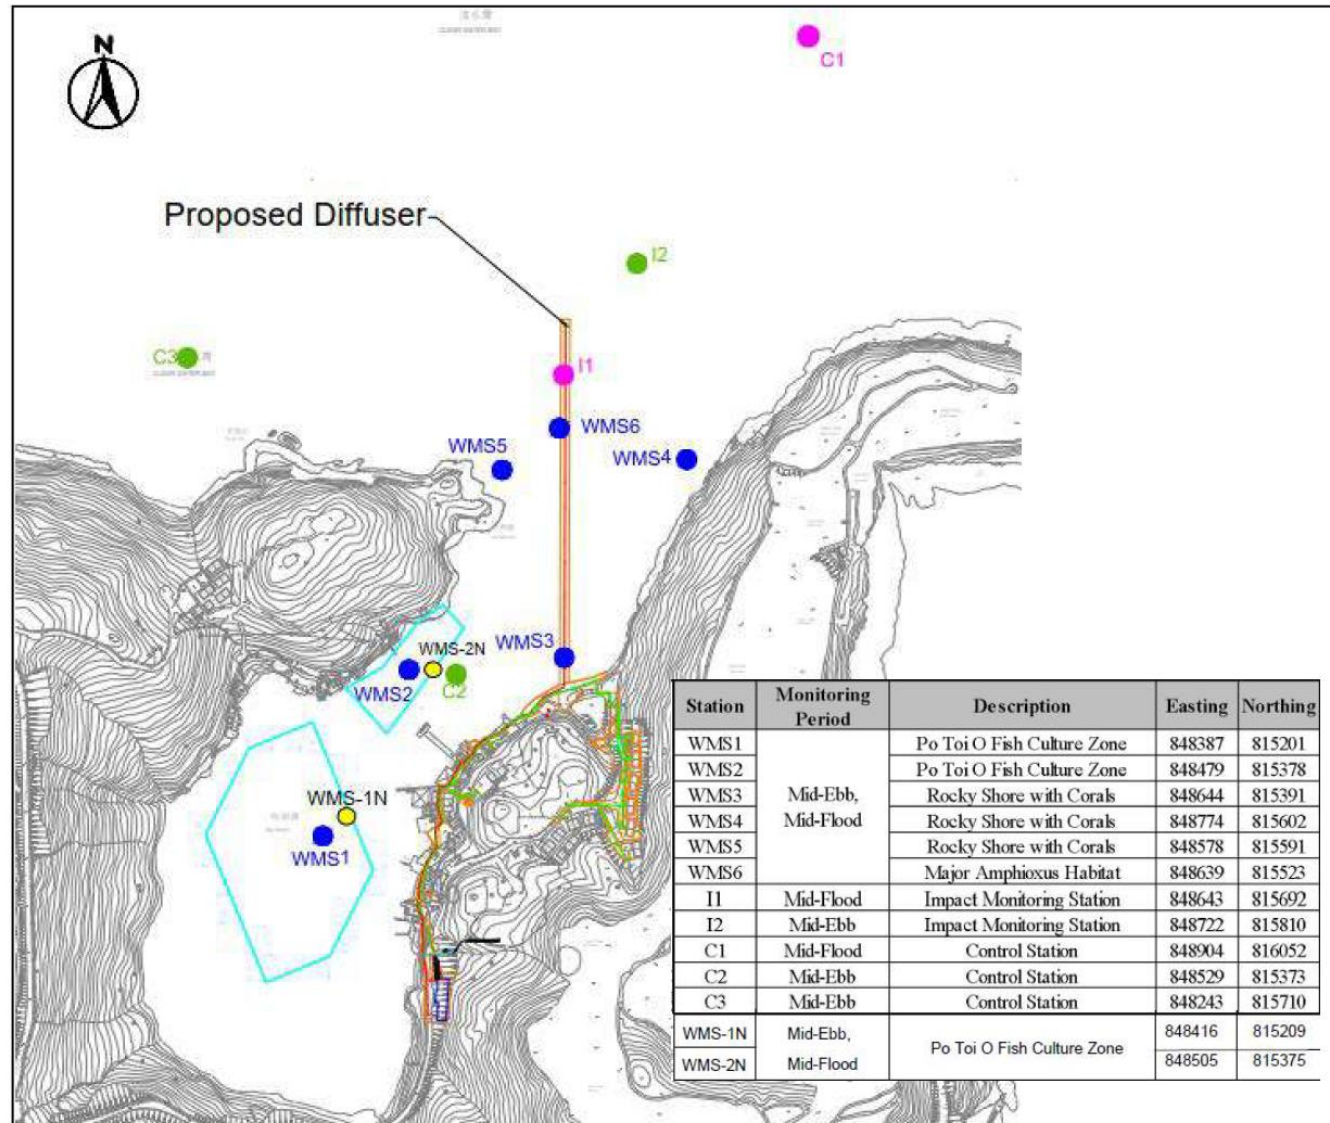 CLEAR WATER BAY
N
C1
Proposed Diffuser
I2
C3
CLEAR WATER BAY
I1
WMS6
WMS5
WMS4
WMS3
WMS-2N
WMS2
C2
WMS-1N
WMS1
Station Monitoring Period Description Easting Northing
WMS1 Mid-Ebb, Mid-Flood Po Toi O Fish Culture Zone 848387 815201
WMS2 Po Toi O Fish Culture Zone 848479 815378
WMS3 Rocky Shore with Corals 848644 815391
WMS4 Rocky Shore with Corals 848774 815602
WMS5 Rocky Shore with Corals 848578 815591
WMS6 Major Amphioxus Habitat 848639 815523
I1 Mid-Flood Impact Monitoring Station 848643 815692
I2 Mid-Ebb Impact Monitoring Station 848722 815810
C1 Mid-Flood Control Station 848904 816052
C2 Mid-Ebb Control Station 848529 815373
C3 Mid-Ebb Control Station 848243 815710
WMS-1N Mid-Ebb, Mid-Flood Po Toi O Fish Culture Zone 848416 815209
WMS-2N 848505 815375